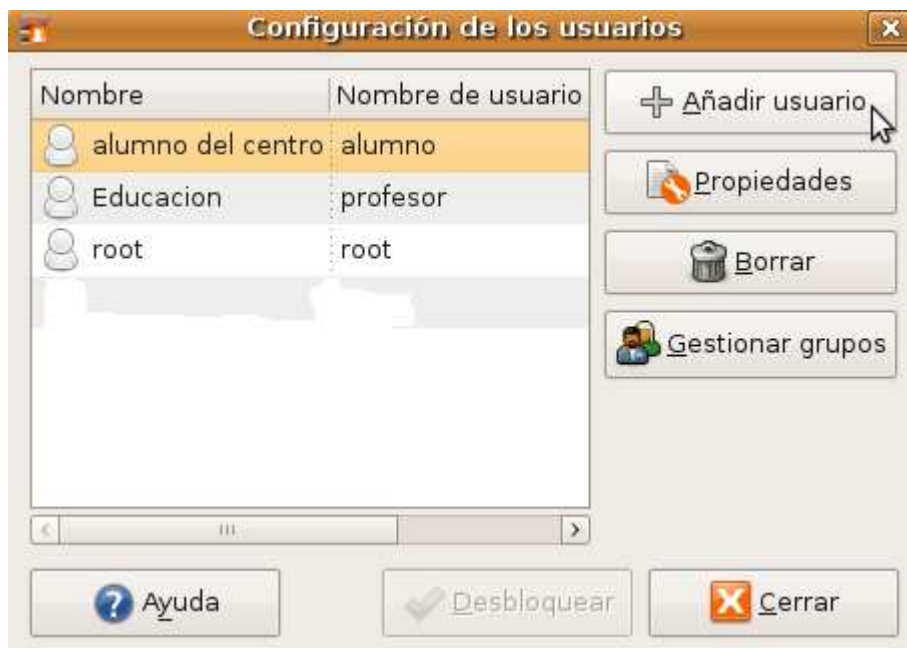 Configuración de los usuarios
Nombre Nombre de usuario
alumno del centro alumno
Educacion profesor
root root
Añadir usuario
Propiedades
Borrar
Gestionar grupos
Ayuda Desbloquear Cerrar